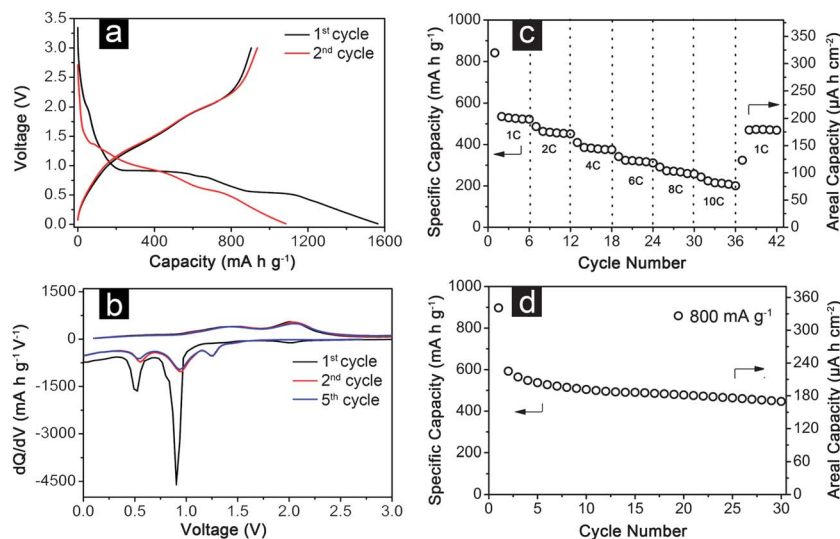 a
1st cycle
2nd cycle
3.5
3.0
2.5
2.0
1.5
1.0
0.5
0.0
Voltage (V)
0 400 800 1200 1600
Capacity (mA h g-1)
b
1500
0
-1500
-3000
-4500
dQ/dV (mA h g-1 V-1)
1st cycle
2nd cycle
5th cycle
0.0 0.5 1.0 1.5 2.0 2.5 3.0
Voltage (V)
c
1000
800
600
400
200
0
Specific Capacity (mA h g-1)
1C
2C
4C
6C
8C
10C
1C
350
300
250
200
150
100
50
0
Areal Capacity (µA h cm-2)
0 6 12 18 24 30 36 42
Cycle Number
d
800 mA g-1
1000
800
600
400
200
0
Specific Capacity (mA h g-1)
360
300
240
180
120
60
0
Areal Capacity (µA h cm-2)
0 5 10 15 20 25 30
Cycle Number